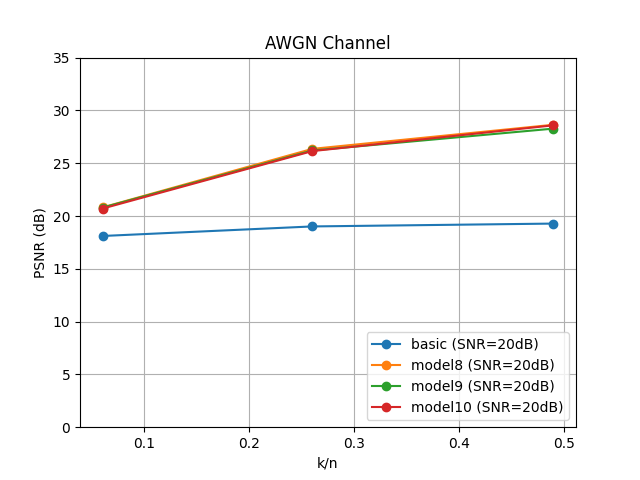 AWGN Channel
PSNR (dB)
35
30
25
20
15
10
5
0
0.1
0.2
0.3
0.4
0.5
k/n
basic (SNR=20dB)
model8 (SNR=20dB)
model9 (SNR=20dB)
model10 (SNR=20dB)